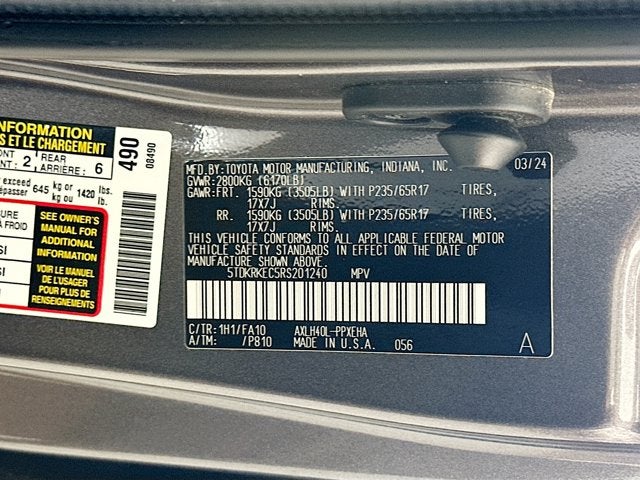 INFORMATION
S ET LE CHARGEMENT
ONT : 2 REAR ARRIÈRE : 6
exceed 645 kg or kg ou 1420 lbs. lb.
490
08490
SURE
A FROID
SEE OWNER'S
MANUAL FOR
ADDITIONAL
INFORMATION
VOIR LE MANUEL
DE L'USAGER
POUR PLUS DE
RENSEIGNEMENTS
MFD.BY:TOYOTA MOTOR MANUFACTURING, INDIANA, INC. 03/24
GVWR:2800KG (6170LB)
GAWR:FRT. 1590KG (3505LB) WITH P235/65R17 TIRES,
17X7J RIMS.
RR. 1590KG (3505LB) WITH P235/65R17 TIRES,
17X7J RIMS.
THIS VEHICLE CONFORMS TO ALL APPLICABLE FEDERAL MOTOR
VEHICLE SAFETY STANDARDS IN EFFECT ON THE DATE OF
MANUFACTURE SHOWN ABOVE.
5TDKRKEC5RS201240 MPV
C/TR:1H1/FA10 AXLH40L-PPXEHA
A/TM: /P810 MADE IN U.S.A. 056 A